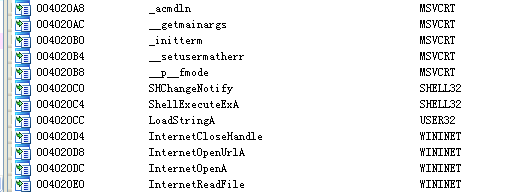 004020A8 _acmdln MSVCRT
004020AC __getmainargs MSVCRT
004020B0 _initterm MSVCRT
004020B4 __setusermatherr MSVCRT
004020B8 __p__fmode MSVCRT
004020C0 SHChangeNotify SHELL32
004020C4 ShellExecuteExA SHELL32
004020CC LoadStringA USER32
004020D4 InternetCloseHandle WININET
004020D8 InternetOpenUrlA WININET
004020DC InternetOpenA WININET
004020E0 InternetReadFile WININET